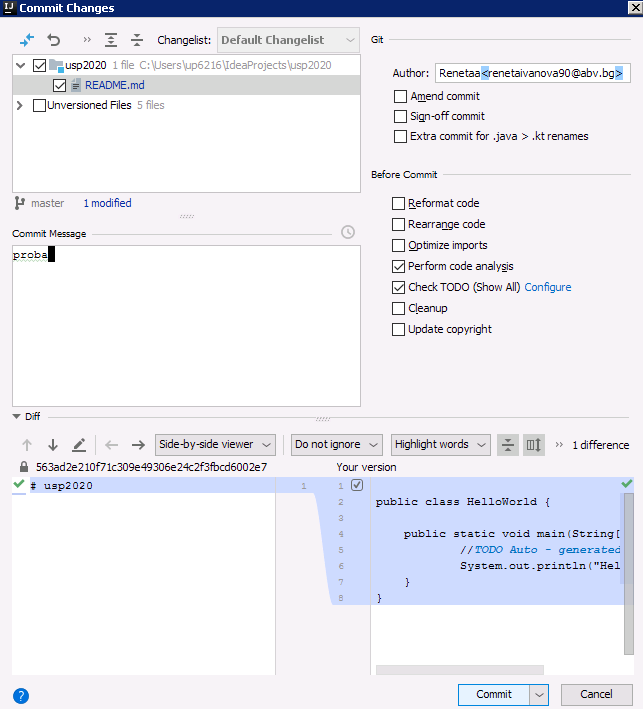 Commit Changes
Changelist: Default Changelist
usp2020 1 file C:\Users\up6216\IdeaProjects\usp2020
README.md
Unversioned Files 5 files
master 1 modified
Commit Message
proba
Git
Author: Renetaa<renetaivanova90@abv.bg>
Amend commit
Sign-off commit
Extra commit for .java > .kt renames
Before Commit
Reformat code
Rearrange code
Optimize imports
Perform code analysis
Check TODO (Show All) Configure
Cleanup
Update copyright
Diff
Side-by-side viewer Do not ignore Highlight words 1 difference
563ad2e210f71c309e49306e24c2f3fbcd6002e7 Your version
# usp2020 1 1
2 public class HelloWorld {
3
4 public static void main(String[
5 //TODO Auto - generated
6 System.out.println("Hel
7 }
8 }
? Commit Cancel